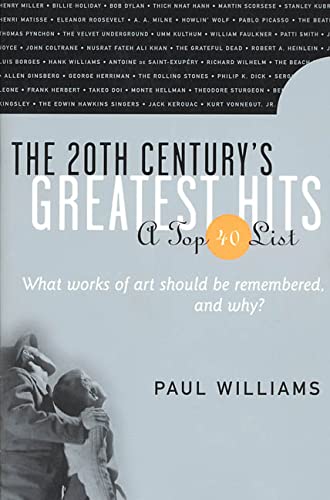 HENRY MILLER • BILLIE HOLIDAY • BOB DYLAN • THICH NHAT HANH • MARTIN SCORSESE • STANLEY KUB
HENRI MATISSE • EISENSTEIN • A. A. MILNE • HOWLIN' WOLF • PABLO PICASSO • THE BEAT
THOMAS PYNCHON • THE VELVET UNDERGROUND • UMM KULTHUM • WILLIAM FAULKNER • PATTI SMITH •
JOYCE • JOHN COLTRANE • NUSRAT FATEH ALI KHAN • THE GRATEFUL DEAD • ROBERT A. HEINLEIN •
LUIS BORGES • HANK WILLIAMS • ANTOINE DE SAINT-EXUPÉRY • RICHARD WILHELM • THE BEACH
• ALLEN GINSBERG • GEORGE HERRIMAN • THE ROLLING STONES • PHILIP K. DICK • SERGE
LEONE • FRANK HERBERT • TAKEO DOI • MONTE HELLMAN • THEODORE STURGEON • BE
KINGSLEY • THE EDWIN HAWKINS SINGERS • JACK KEROUAC • KURT VONNEGUT, JR.
THE 20TH CENTURY'S
GREATEST HITS
A Top 40 List
What works of art should be remembered,
and why?
PAUL WILLIAMS